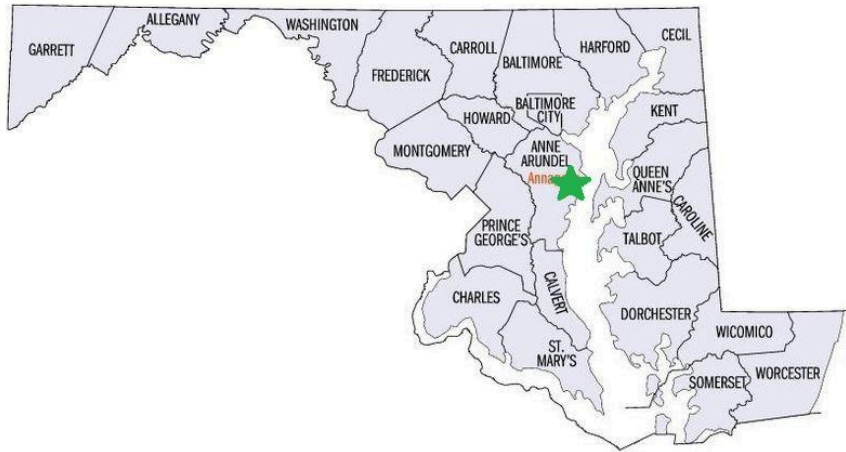 ALLEGANY
WASHINGTON
GARRETT
FREDERICK
CARROLL
BALTIMORE
HARFORD
CECIL
BALTIMORE
CITY
HOWARD
KENT
MONTGOMERY
ANNE
ARUNDEL
QUEEN
ANNE'S
CAROLINE
PRINCE
GEORGE'S
TALBOT
CHARLES
CALVERT
DORCHESTER
ST.
MARY'S
WICOMICO
SOMERSET
WORCESTER